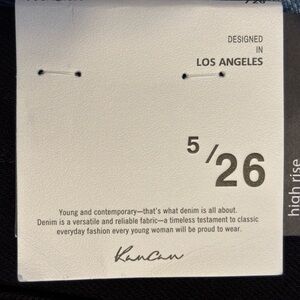 DESIGNED
IN
LOS ANGELES
5/26
Young and contemporary—that's what denim is all about.
Denim is a versatile and reliable fabric—a timeless testament to classic
everyday fashion every young woman will be proud to wear.
KanCan
high rise